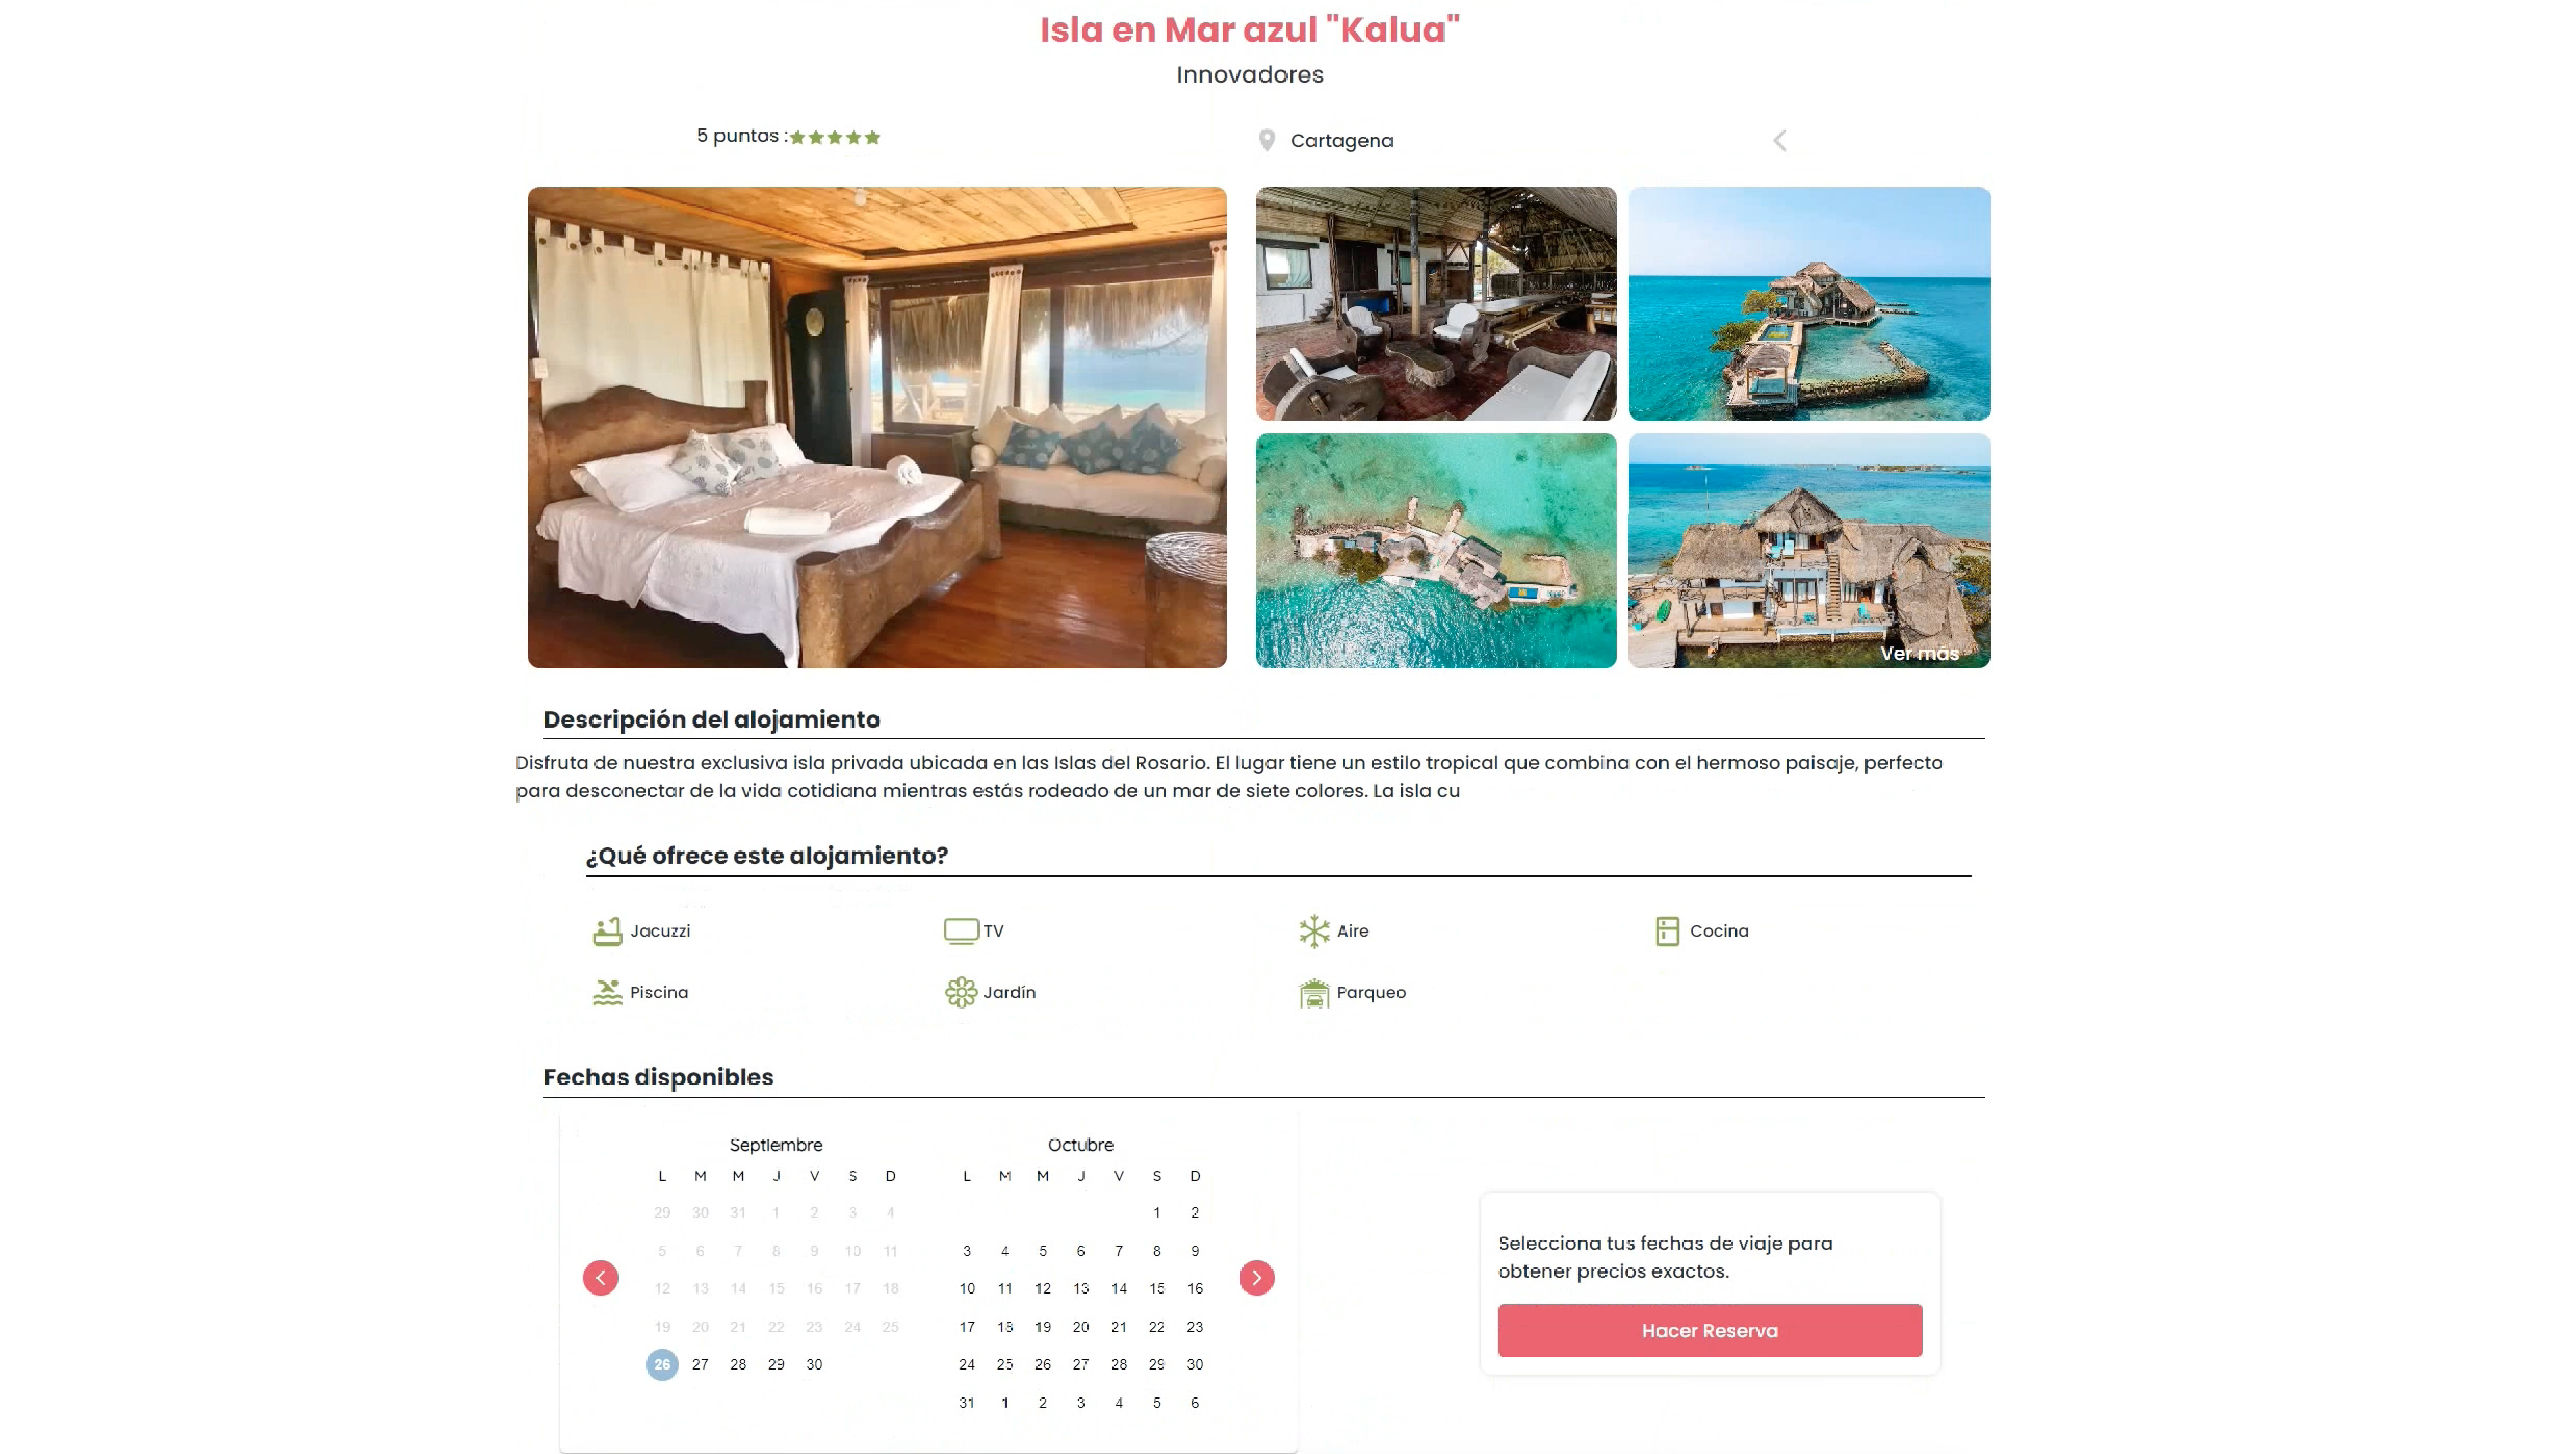 Isla en Mar azul "Kalua"
Innovadores
5 puntos :
Cartagena
Ver más
Descripción del alojamiento
Disfruta de nuestra exclusiva isla privada ubicada en las Islas del Rosario. El lugar tiene un estilo tropical que combina con el hermoso paisaje, perfecto
para desconectar de la vida cotidiana mientras estás rodeado de un mar de siete colores. La isla cu
¿Qué ofrece este alojamiento?
Jacuzzi TV Aire Cocina
Piscina Jardín Parqueo
Fechas disponibles
Septiembre
L M M J V S D
29 30 31 1 2 3 4
5 6 7 8 9 10 11
12 13 14 15 16 17 18
19 20 21 22 23 24 25
26 27 28 29 30
Octubre
L M M J V S D
1 2
3 4 5 6 7 8 9
10 11 12 13 14 15 16
17 18 19 20 21 22 23
24 25 26 27 28 29 30
31 1 2 3 4 5 6
Selecciona tus fechas de viaje para
obtener precios exactos.
Hacer Reserva